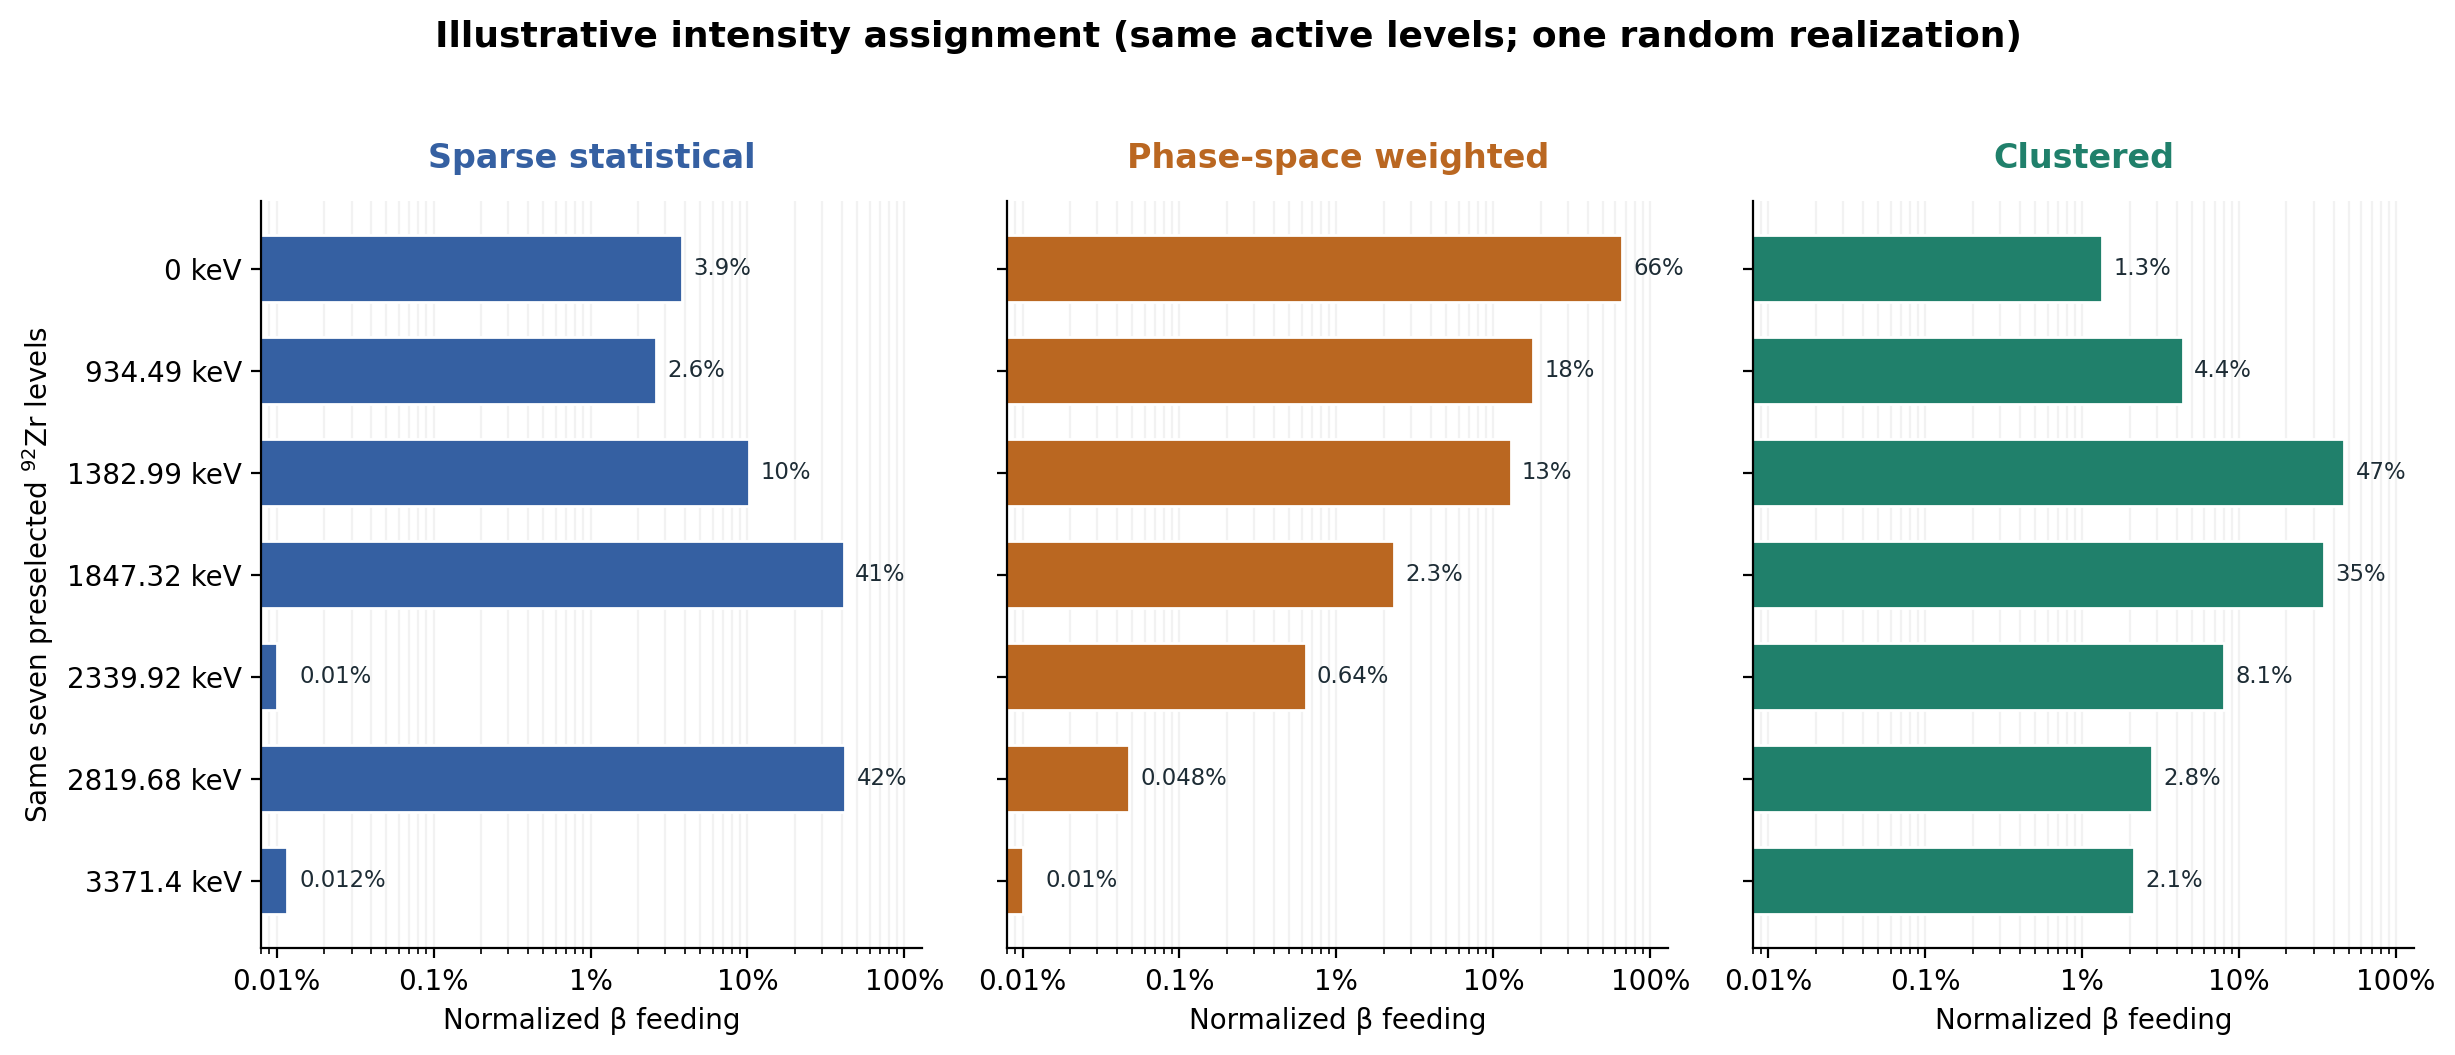 Illustrative intensity assignment (same active levels; one random realization)
Sparse statistical
Phase-space weighted
Clustered
Same seven preselected ⁹²Zr levels
0 keV
934.49 keV
1382.99 keV
1847.32 keV
2339.92 keV
2819.68 keV
3371.4 keV
3.9%
2.6%
10%
41%
0.01%
42%
0.012%
0.01% 0.1% 1% 10% 100%
Normalized β feeding
66%
18%
13%
2.3%
0.64%
0.048%
0.01%
0.01% 0.1% 1% 10% 100%
Normalized β feeding
1.3%
4.4%
47%
35%
8.1%
2.8%
2.1%
0.01% 0.1% 1% 10% 100%
Normalized β feeding